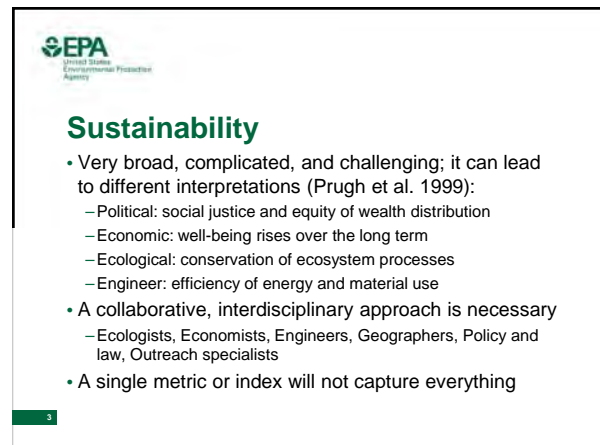 EPA
United States
Environmental Protection
Agency
Sustainability
• Very broad, complicated, and challenging; it can lead
to different interpretations (Prugh et al. 1999):
–Political: social justice and equity of wealth distribution
–Economic: well-being rises over the long term
–Ecological: conservation of ecosystem processes
–Engineer: efficiency of energy and material use
• A collaborative, interdisciplinary approach is necessary
–Ecologists, Economists, Engineers, Geographers, Policy and
law, Outreach specialists
• A single metric or index will not capture everything
3